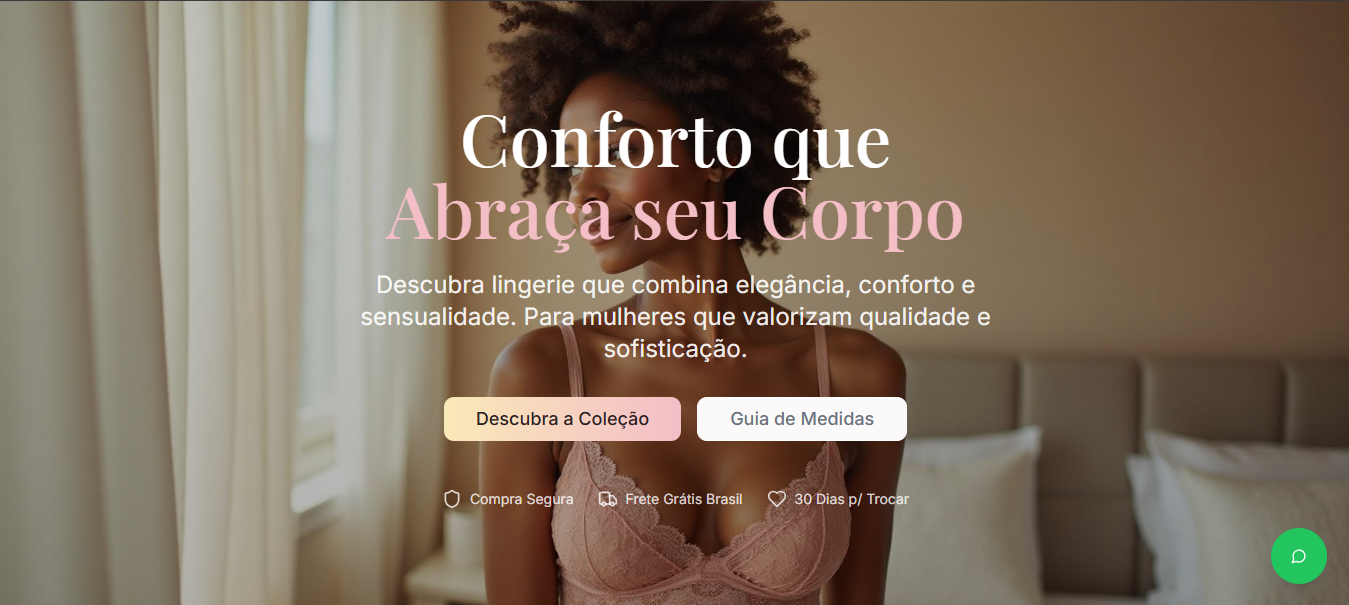 Conforto que
Abraça seu Corpo
Descubra lingerie que combina elegância, conforto e
sensualidade. Para mulheres que valorizam qualidade e
sofisticação.
Descubra a Coleção
Guia de Medidas
Compra Segura
Frete Grátis Brasil
30 Dias p/ Trocar